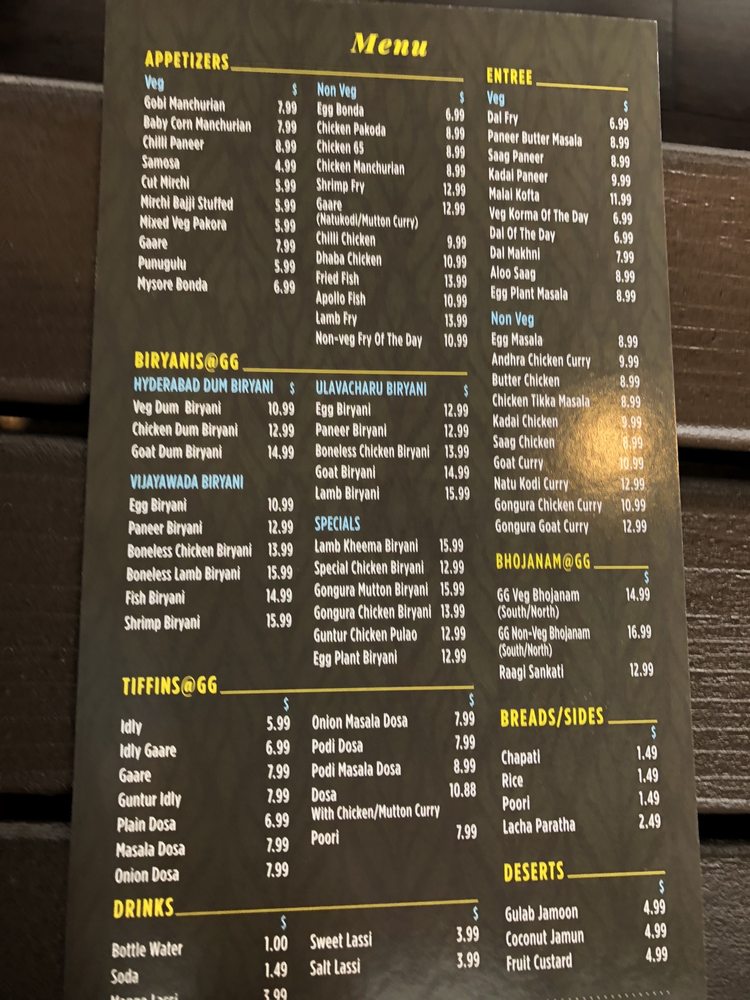 Menu
APPETIZERS
Veg $
Gobi Manchurian 7.99
Baby Corn Manchurian 7.99
Chilli Paneer 8.99
Samosa 4.99
Cut Mirchi 5.99
Mirchi Bajji Stuffed 5.99
Mixed Veg Pakora 5.99
Gaare 7.99
Punugulu 5.99
Mysore Bonda 6.99
Non Veg $
Egg Bonda 6.99
Chicken Pakoda 8.99
Chicken 65 8.99
Chicken Manchurian 8.99
Shrimp Fry 12.99
Gaare 12.99
(Natukodi/Mutton Curry)
Chilli Chicken 9.99
Dhaba Chicken 10.99
Fried Fish 13.99
Apollo Fish 10.99
Lamb Fry 13.99
Non-veg Fry Of The Day 10.99
BIRYANIS@GG
HYDERABAD DUM BIRYANI $
Veg Dum Biryani 10.99
Chicken Dum Biryani 12.99
Goat Dum Biryani 14.99
VIJAYAWADA BIRYANI
Egg Biryani 10.99
Paneer Biryani 12.99
Boneless Chicken Biryani 13.99
Boneless Lamb Biryani 15.99
Fish Biryani 14.99
Shrimp Biryani 15.99
ULAVACHARU BIRYANI $
Egg Biryani 12.99
Paneer Biryani 12.99
Boneless Chicken Biryani 13.99
Goat Biryani 14.99
Lamb Biryani 15.99
SPECIALS
Lamb Kheema Biryani 15.99
Special Chicken Biryani 12.99
Gongura Mutton Biryani 15.99
Gongura Chicken Biryani 13.99
Guntur Chicken Pulao 12.99
Egg Plant Biryani 12.99
TIFFINS@GG
$
Idly 5.99
Idly Gaare 6.99
Gaare 7.99
Guntur Idly 7.99
Plain Dosa 6.99
Masala Dosa 7.99
Onion Dosa 7.99
$
Onion Masala Dosa 7.99
Podi Dosa 7.99
Podi Masala Dosa 8.99
Dosa 10.88
With Chicken/Mutton Curry
Poori 7.99
DRINKS
$
Bottle Water 1.00
Soda 1.49
Mango Lassi 3.99
$
Sweet Lassi 3.99
Salt Lassi 3.99
ENTREE
Veg $
Dal Fry 6.99
Paneer Butter Masala 8.99
Saag Paneer 8.99
Kadai Paneer 9.99
Malai Kofta 11.99
Veg Korma Of The Day 6.99
Dal Of The Day 6.99
Dal Makhni 7.99
Aloo Saag 8.99
Egg Plant Masala 8.99
Non Veg
Egg Masala 8.99
Andhra Chicken Curry 9.99
Butter Chicken 8.99
Chicken Tikka Masala 8.99
Kadai Chicken 9.99
Saag Chicken 8.99
Goat Curry 10.99
Natu Kodi Curry 12.99
Gongura Chicken Curry 10.99
Gongura Goat Curry 12.99
BHOJANAM@GG
$
GG Veg Bhojanam 14.99
(South/North)
GG Non-Veg Bhojanam 16.99
(South/North)
Raagi Sankati 12.99
BREADS/SIDES
$
Chapati 1.49
Rice 1.49
Poori 1.49
Lacha Paratha 2.49
DESERTS
$
Gulab Jamoon 4.99
Coconut Jamun 4.99
Fruit Custard 4.99